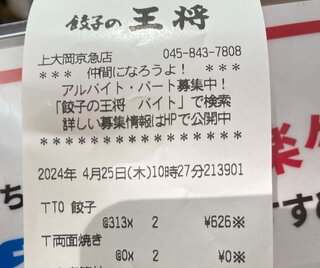 餃子の 王将
上大岡京急店 045-843-7808
*** 仲間になろうよ! ***
アルバイト・パート募集中!
「餃子の王将 バイト」で検索
詳しい募集情報はHPで公開中
**********************
2024年 4月25日(木)10時27分213901
〒TO 餃子
@313x 2 ¥626※
〒両面焼き
@0x 2 ¥0※